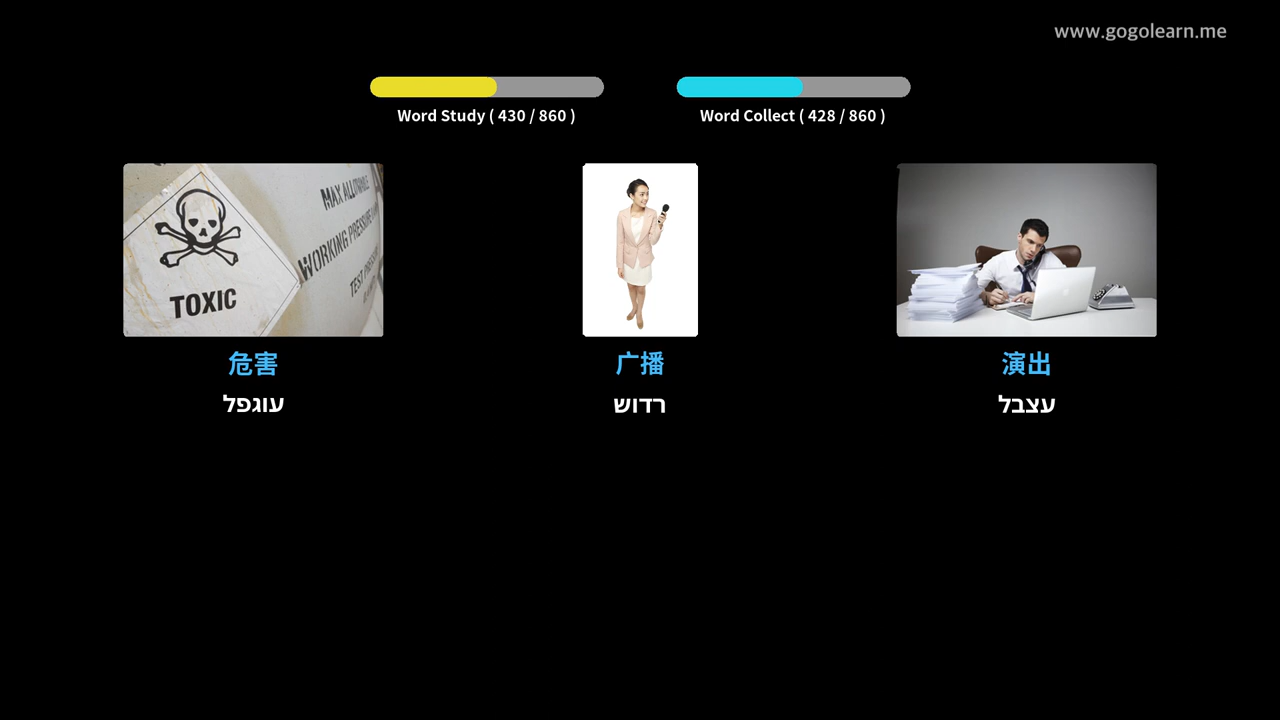 www.gogolearn.me
Word Study ( 430 / 860 )
Word Collect ( 428 / 860 )
MAX ALLOWABLE
WORKING PRESSURE
TEST
TOXIC
危害
广播
演出
עוגפל
רדוש
עצבל